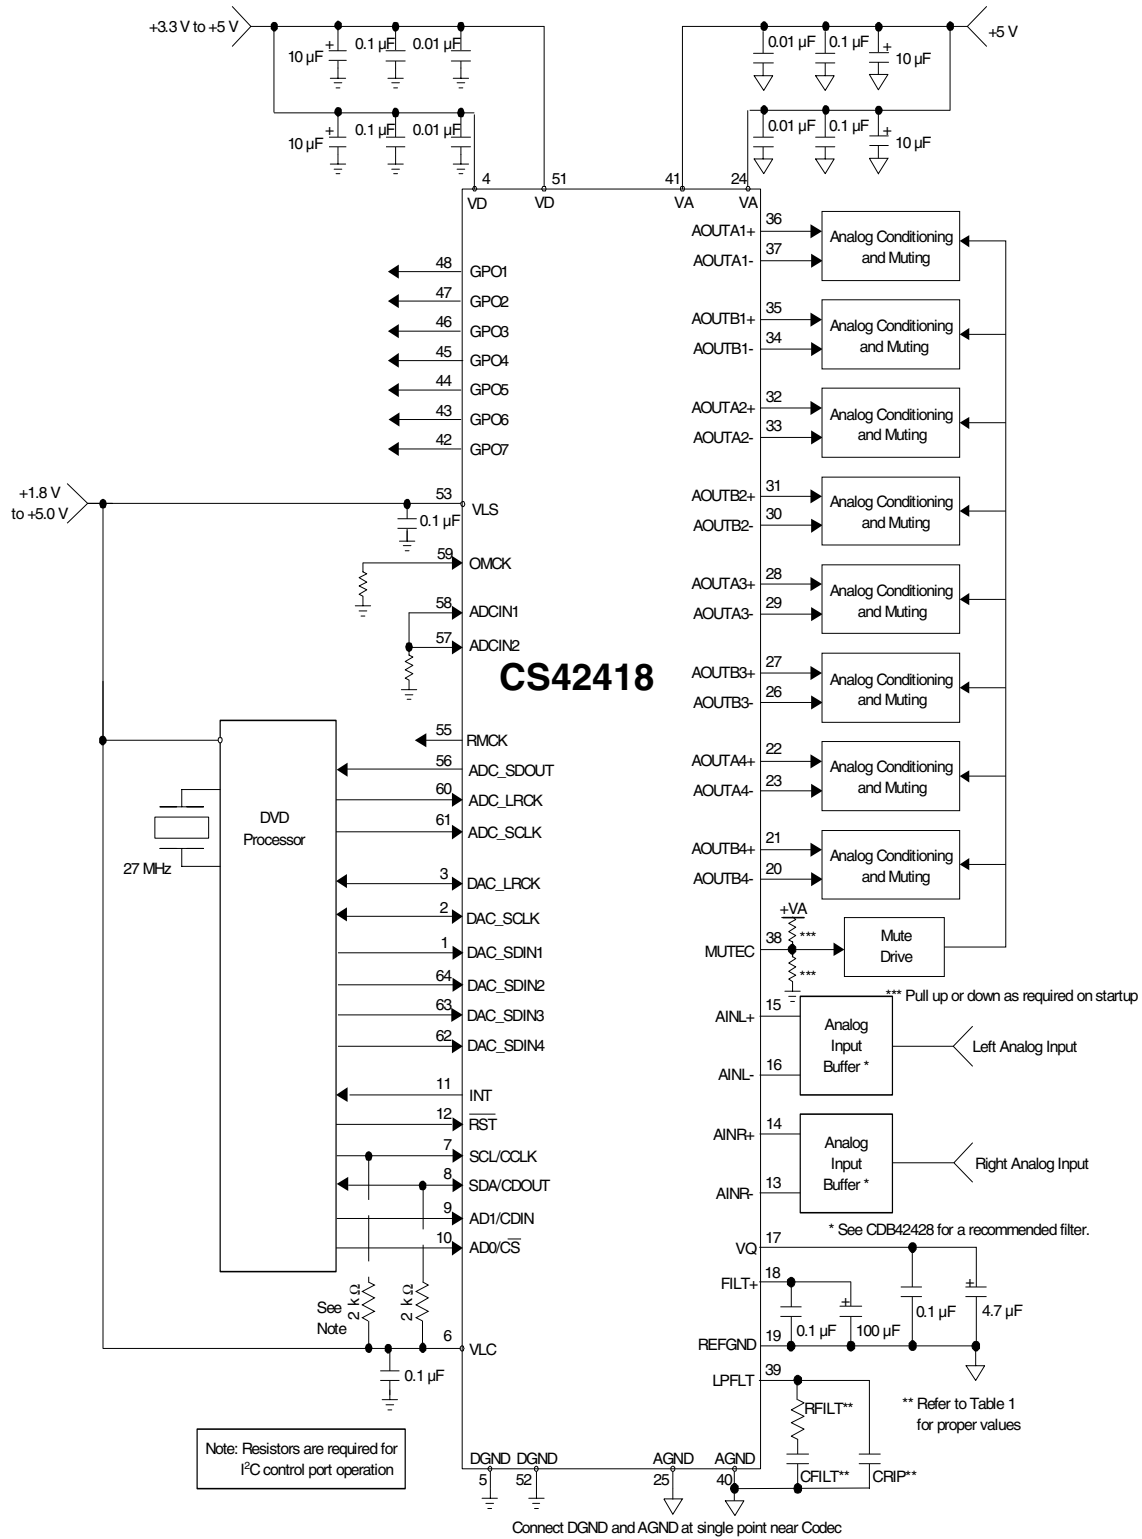 +3.3 V to +5 V
10 µF
+
0.1 µF
0.01 µF
0.01 µF
0.1 µF
+
10 µF
+5 V
10 µF
+
0.1 µF
0.01 µF
0.01 µF
0.1 µF
+
10 µF
4
VD
51
VD
41
VA
24
VA
48
GPO1
47
GPO2
46
GPO3
45
GPO4
44
GPO5
43
GPO6
42
GPO7
+1.8 V
to +5.0 V
53
VLS
0.1 µF
59
OMCK
58
ADCIN1
57
ADCIN2
CS42418
55
RMCK
56
ADC_SDOUT
60
ADC_LRCK
61
ADC_SCLK
DVD
Processor
27 MHz
3
DAC_LRCK
2
DAC_SCLK
1
DAC_SDIN1
64
DAC_SDIN2
63
DAC_SDIN3
62
DAC_SDIN4
11
INT
12
RST
7
SCL/CCLK
8
SDA/CDOUT
9
AD1/CDIN
10
AD0/CS
See
Note
2 kΩ
2 kΩ
6
VLC
0.1 µF
Note: Resistors are required for
I²C control port operation
DGND
5
DGND
52
AGND
25
AGND
40
AOUTA1+
36
AOUTA1-
37
Analog Conditioning
and Muting
AOUTB1+
35
AOUTB1-
34
Analog Conditioning
and Muting
AOUTA2+
32
AOUTA2-
33
Analog Conditioning
and Muting
AOUTB2+
31
AOUTB2-
30
Analog Conditioning
and Muting
AOUTA3+
28
AOUTA3-
29
Analog Conditioning
and Muting
AOUTB3+
27
AOUTB3-
26
Analog Conditioning
and Muting
AOUTA4+
22
AOUTA4-
23
Analog Conditioning
and Muting
AOUTB4+
21
AOUTB4-
20
Analog Conditioning
and Muting
+VA
***
MUTEC
38
***
Mute
Drive
*** Pull up or down as required on startup
AINL+
15
AINL-
16
Analog
Input
Buffer *
Left Analog Input
AINR+
14
AINR-
13
Analog
Input
Buffer *
Right Analog Input
* See CDB42428 for a recommended filter.
VQ
17
FILT+
18
0.1 µF
+
100 µF
0.1 µF
+
4.7 µF
REFGND
19
LPFLT
39
RFILT**
CFILT**
CRIP**
** Refer to Table 1
for proper values
Connect DGND and AGND at single point near Codec